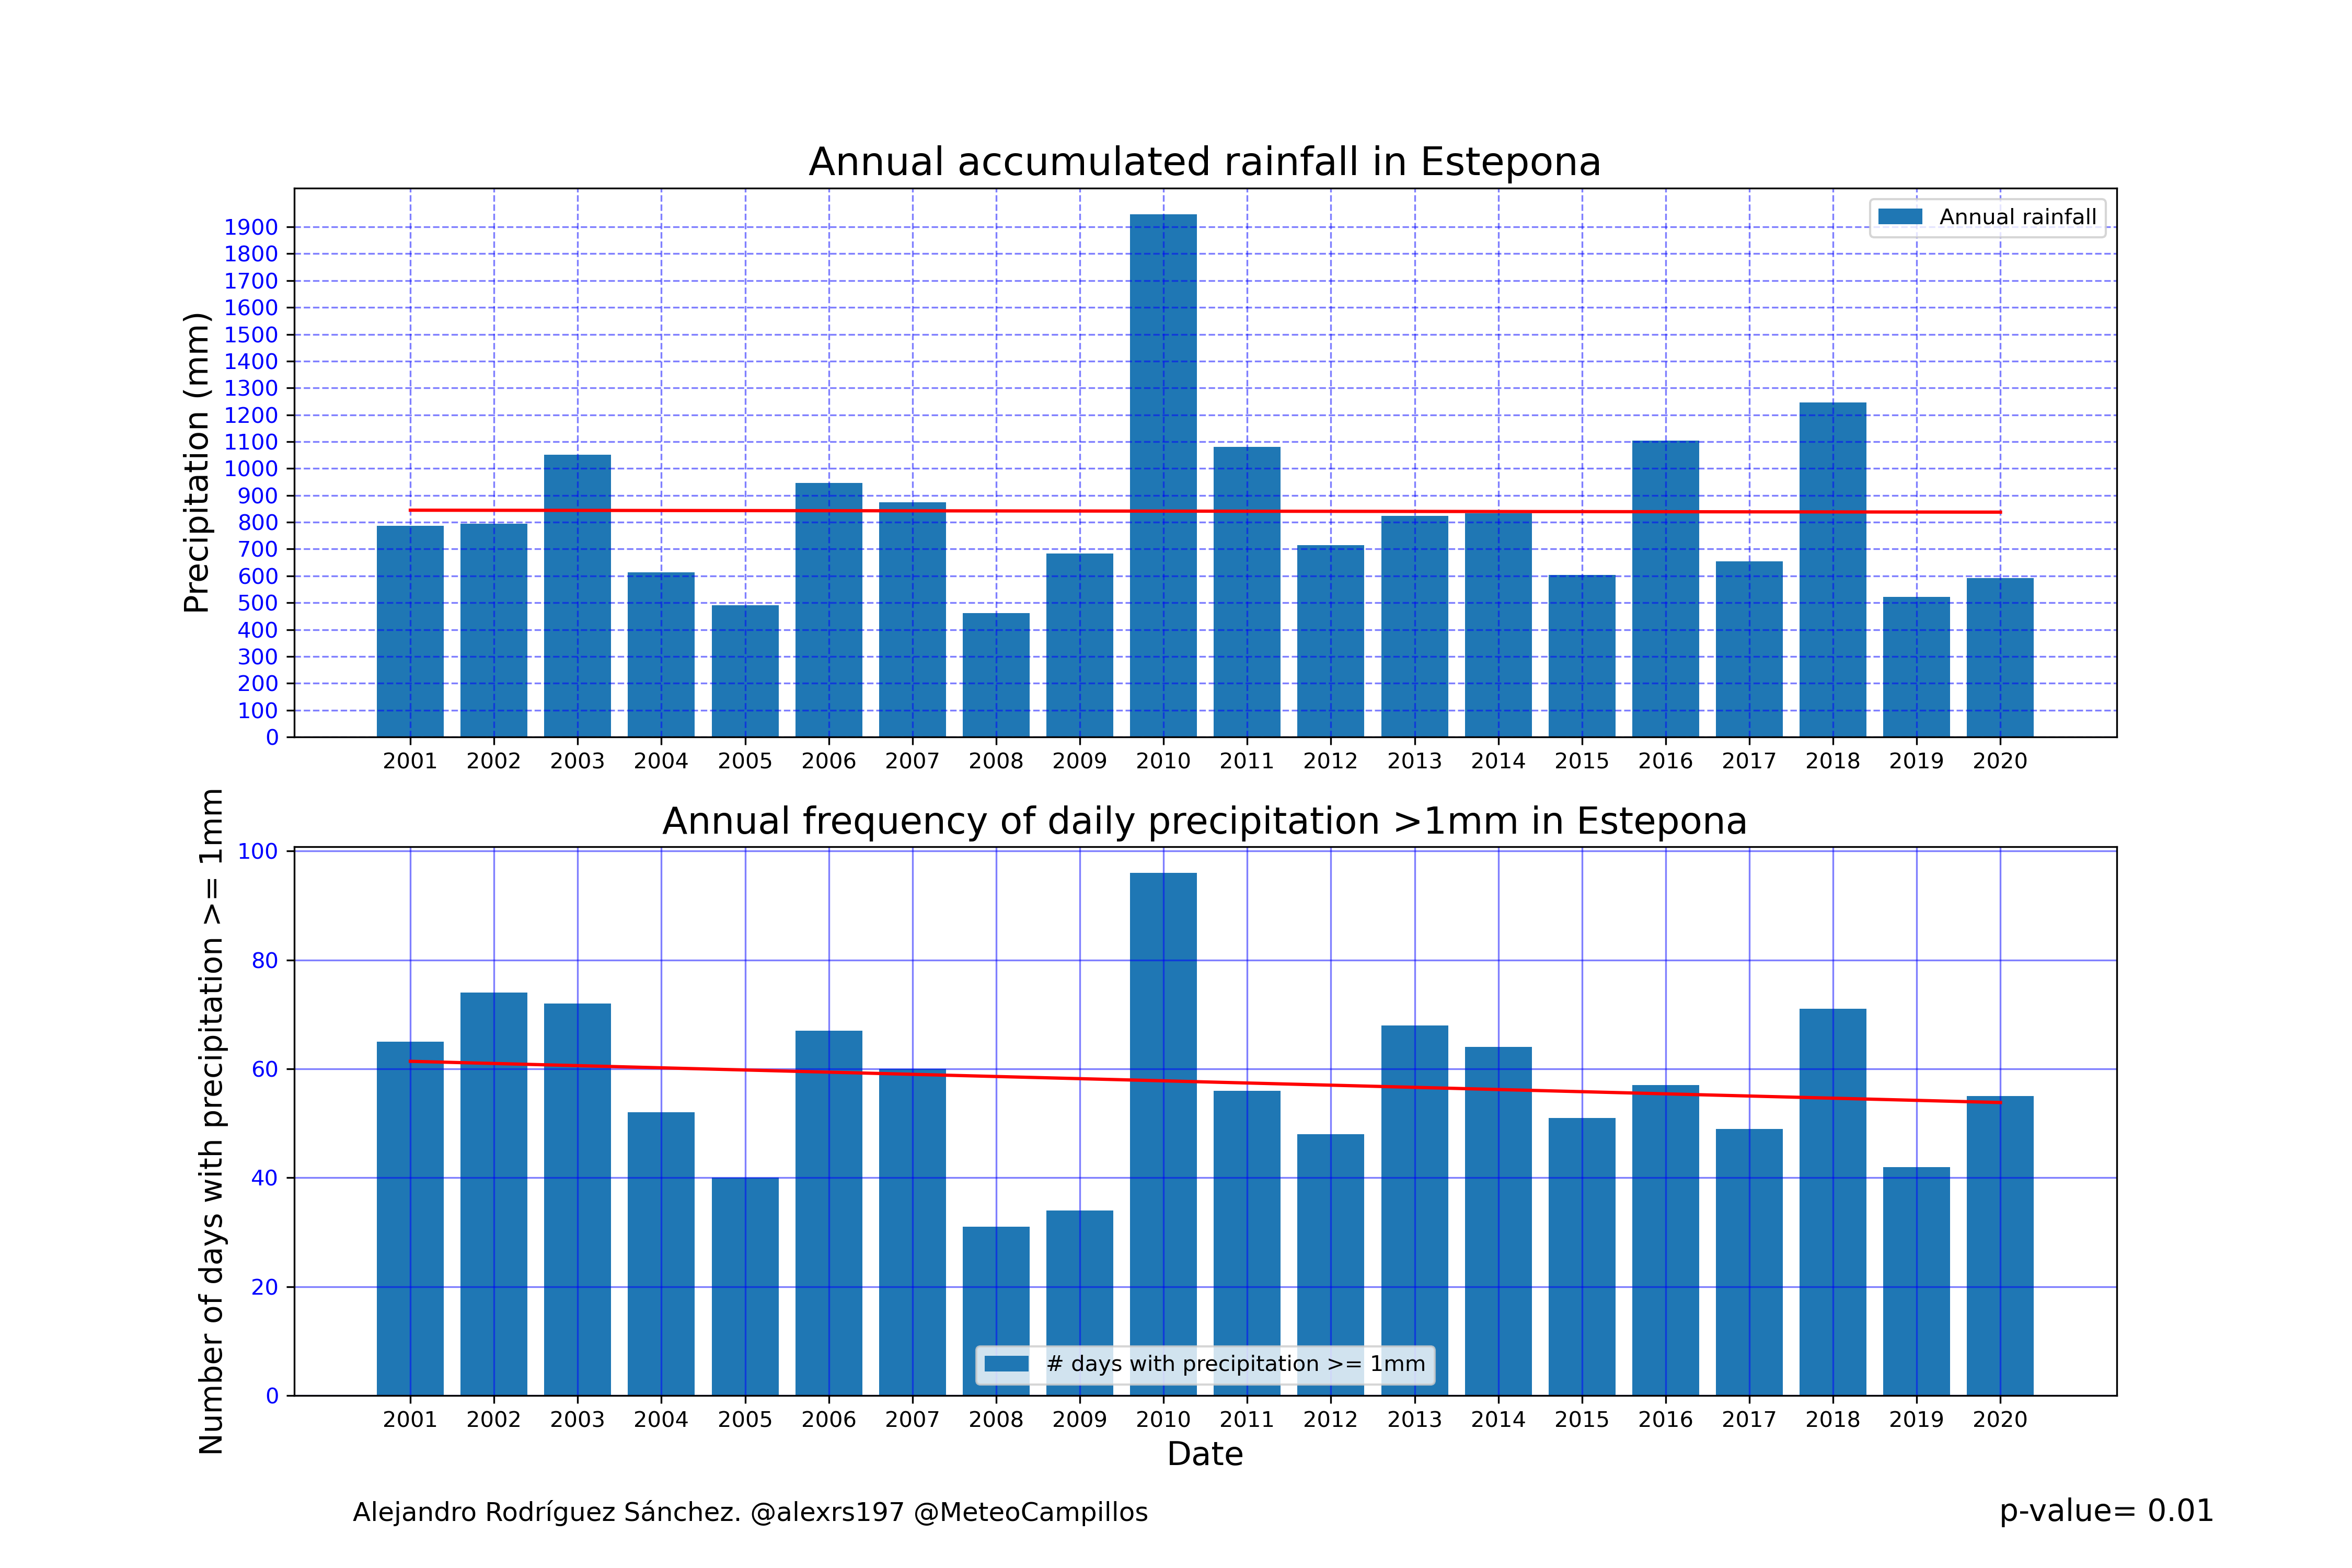 Annual accumulated rainfall in Estepona
Precipitation (mm)
1900
1800
1700
1600
1500
1400
1300
1200
1100
1000
900
800
700
600
500
400
300
200
100
0
Annual rainfall
2001 2002 2003 2004 2005 2006 2007 2008 2009 2010 2011 2012 2013 2014 2015 2016 2017 2018 2019 2020
Annual frequency of daily precipitation >1mm in Estepona
Number of days with precipitation >= 1mm
100
80
60
40
20
0
# days with precipitation >= 1mm
2001 2002 2003 2004 2005 2006 2007 2008 2009 2010 2011 2012 2013 2014 2015 2016 2017 2018 2019 2020
Date
Alejandro Rodríguez Sánchez. @alexrs197 @MeteoCampillos
p-value= 0.01